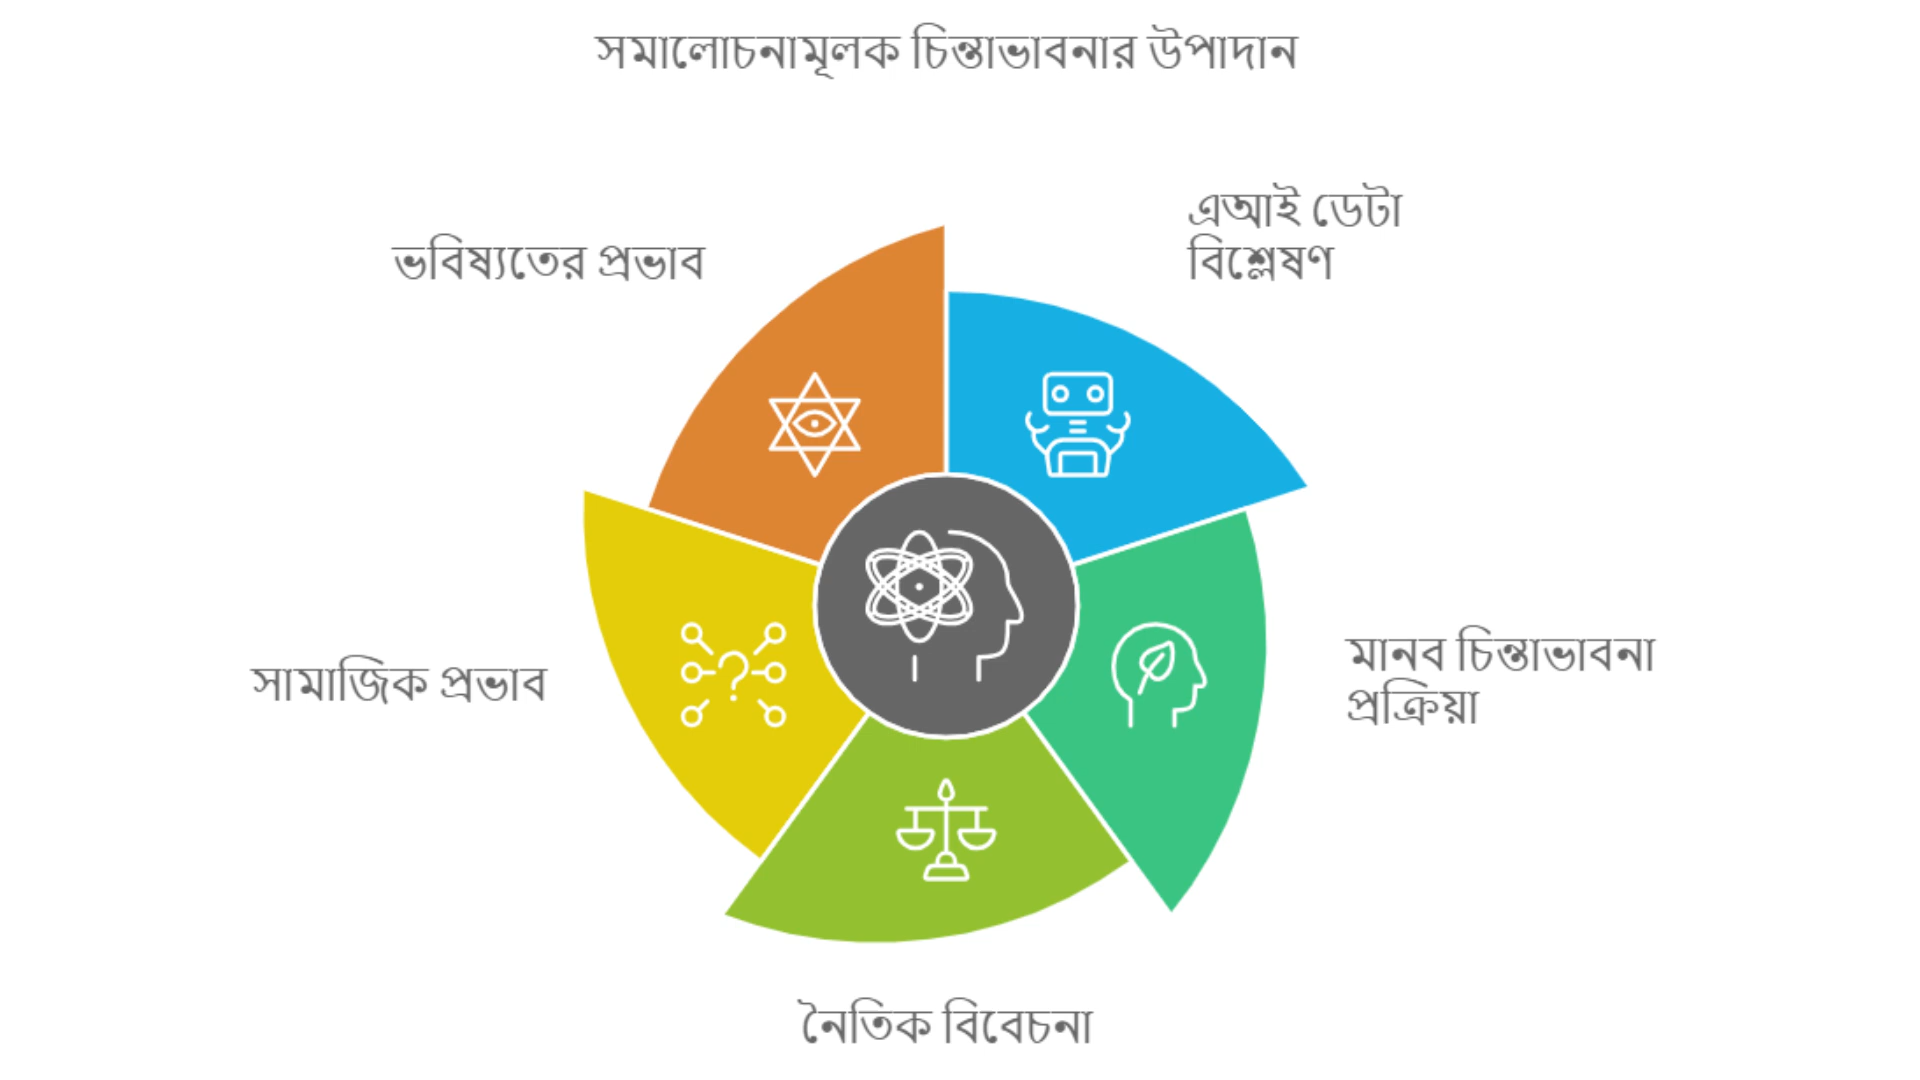 সমালোচনামূলক চিন্তাভাবনার উপাদান
এআই ডেটা
বিশ্লেষণ
ভবিষ্যতের প্রভাব
মানব চিন্তাভাবনা
প্রক্রিয়া
সামাজিক প্রভাব
নৈতিক বিবেচনা